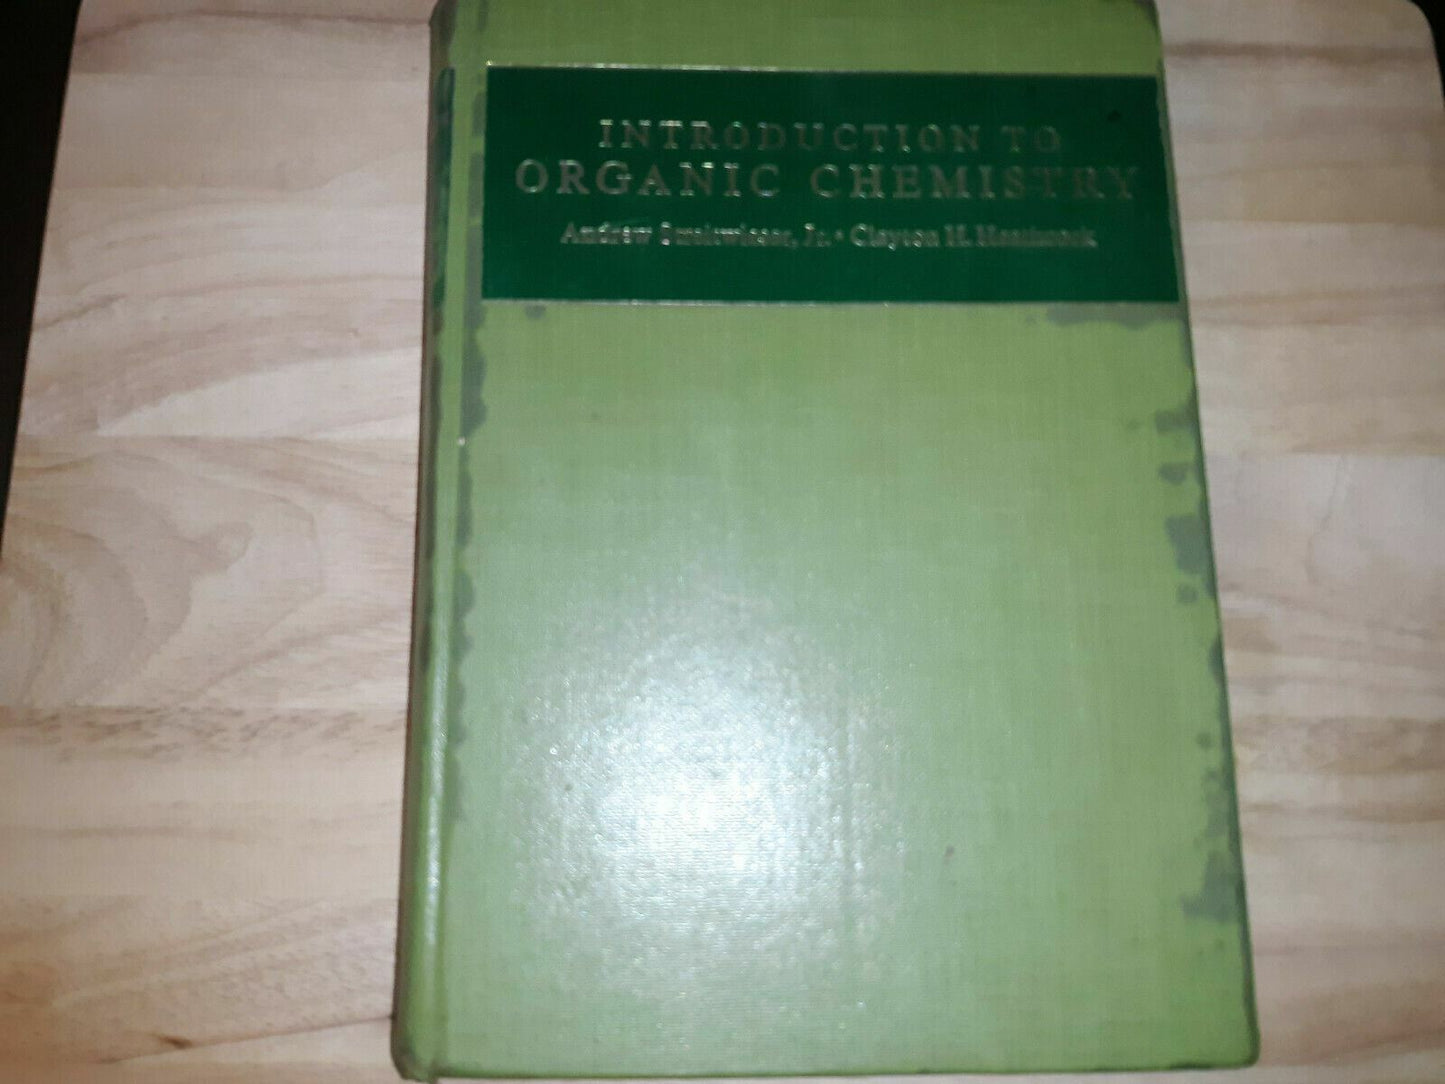 INTRODUCTION TO
ORGANIC CHEMISTRY
Andrew Streitwieser, Jr. • Clayton H. Heathcock